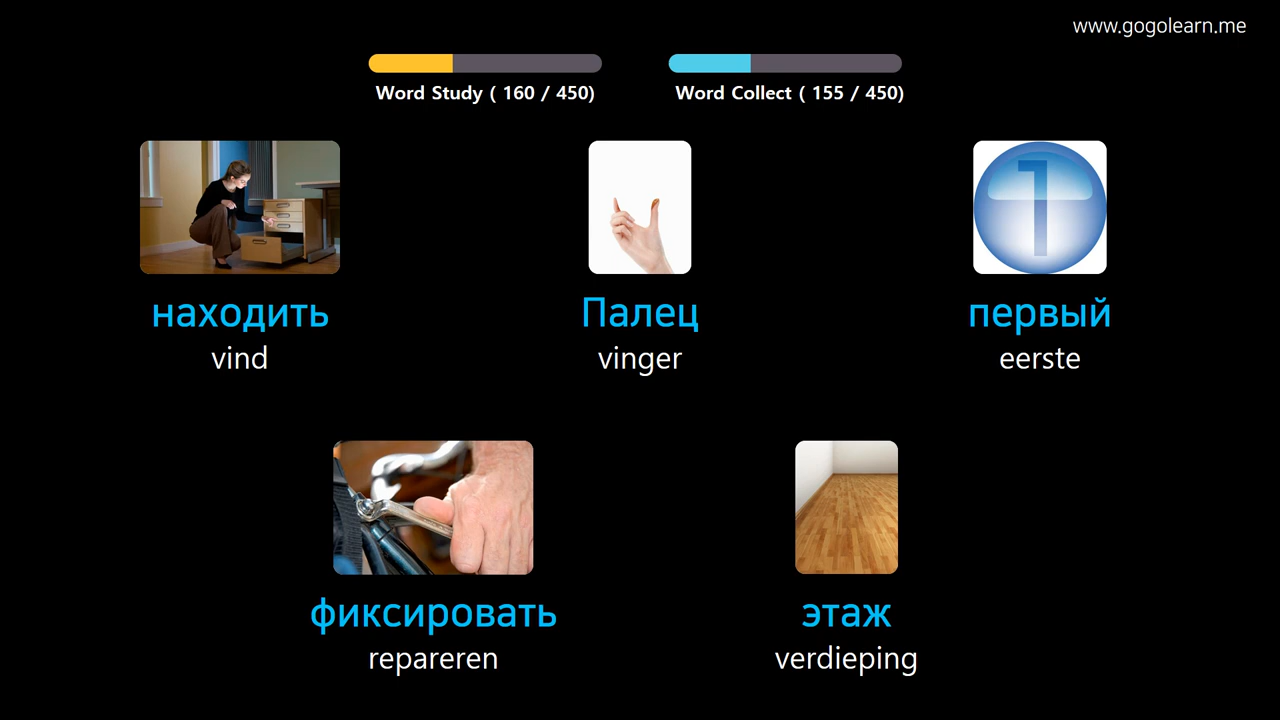 www.gogolearn.me
Word Study ( 160 / 450)
Word Collect ( 155 / 450)
находить
vind
Палец
vinger
1
первый
eerste
фиксировать
repareren
этаж
verdieping